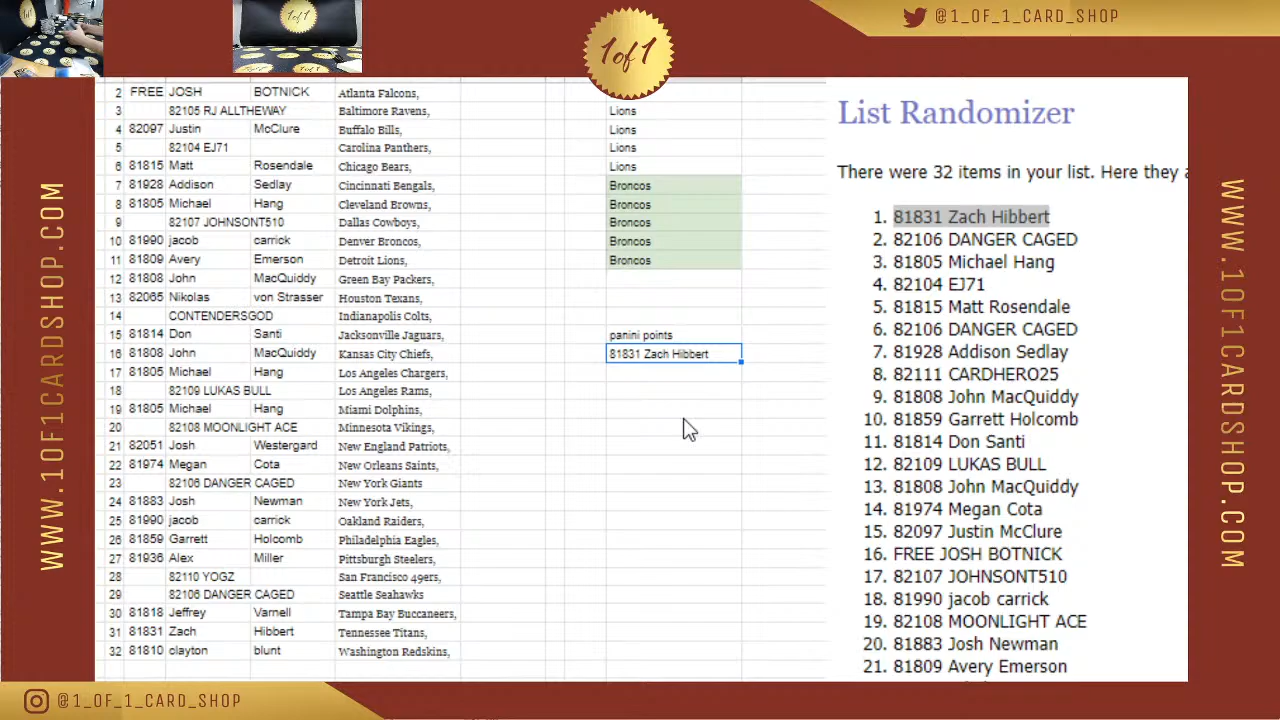 @1_OF_1_CARD_SHOP
1of1
WWW.1OF1CARDSHOP.COM
2 FREE JOSH BOTNICK Atlanta Falcons,
3 82105 RJ ALLTHEWAY Baltimore Ravens, Lions
4 82097 Justin McClure Buffalo Bills, Lions
5 82104 EJ71 Carolina Panthers, Lions
6 81815 Matt Rosendale Chicago Bears, Lions
7 81928 Addison Sedlay Cincinnati Bengals, Broncos
8 81805 Michael Hang Cleveland Browns, Broncos
9 82107 JOHNSONT510 Dallas Cowboys, Broncos
10 81990 jacob carrick Denver Broncos, Broncos
11 81809 Avery Emerson Detroit Lions, Broncos
12 81808 John MacQuiddy Green Bay Packers,
13 82065 Nikolas von Strasser Houston Texans,
14 CONTENDERSGOD Indianapolis Colts,
15 81814 Don Santi Jacksonville Jaguars, panini points
16 81808 John MacQuiddy Kansas City Chiefs, 81831 Zach Hibbert
17 81805 Michael Hang Los Angeles Chargers,
18 82109 LUKAS BULL Los Angeles Rams,
19 81805 Michael Hang Miami Dolphins,
20 82108 MOONLIGHT ACE Minnesota Vikings,
21 82051 Josh Westergard New England Patriots,
22 81974 Megan Cota New Orleans Saints,
23 82106 DANGER CAGED New York Giants
24 81883 Josh Newman New York Jets,
25 81990 jacob carrick Oakland Raiders,
26 81859 Garrett Holcomb Philadelphia Eagles,
27 81936 Alex Miller Pittsburgh Steelers,
28 82110 YOGZ San Francisco 49ers,
29 82106 DANGER CAGED Seattle Seahawks
30 81818 Jeffrey Varnell Tampa Bay Buccaneers,
31 81831 Zach Hibbert Tennessee Titans,
32 81810 clayton blunt Washington Redskins,
List Randomizer
There were 32 items in your list. Here they
1. 81831 Zach Hibbert
2. 82106 DANGER CAGED
3. 81805 Michael Hang
4. 82104 EJ71
5. 81815 Matt Rosendale
6. 82106 DANGER CAGED
7. 81928 Addison Sedlay
8. 82111 CARDHERO25
9. 81808 John MacQuiddy
10. 81859 Garrett Holcomb
11. 81814 Don Santi
12. 82109 LUKAS BULL
13. 81808 John MacQuiddy
14. 81974 Megan Cota
15. 82097 Justin McClure
16. FREE JOSH BOTNICK
17. 82107 JOHNSONT510
18. 81990 jacob carrick
19. 82108 MOONLIGHT ACE
20. 81883 Josh Newman
21. 81809 Avery Emerson
WWW.1OF1CARDSHOP.COM
@1_OF_1_CARD_SHOP